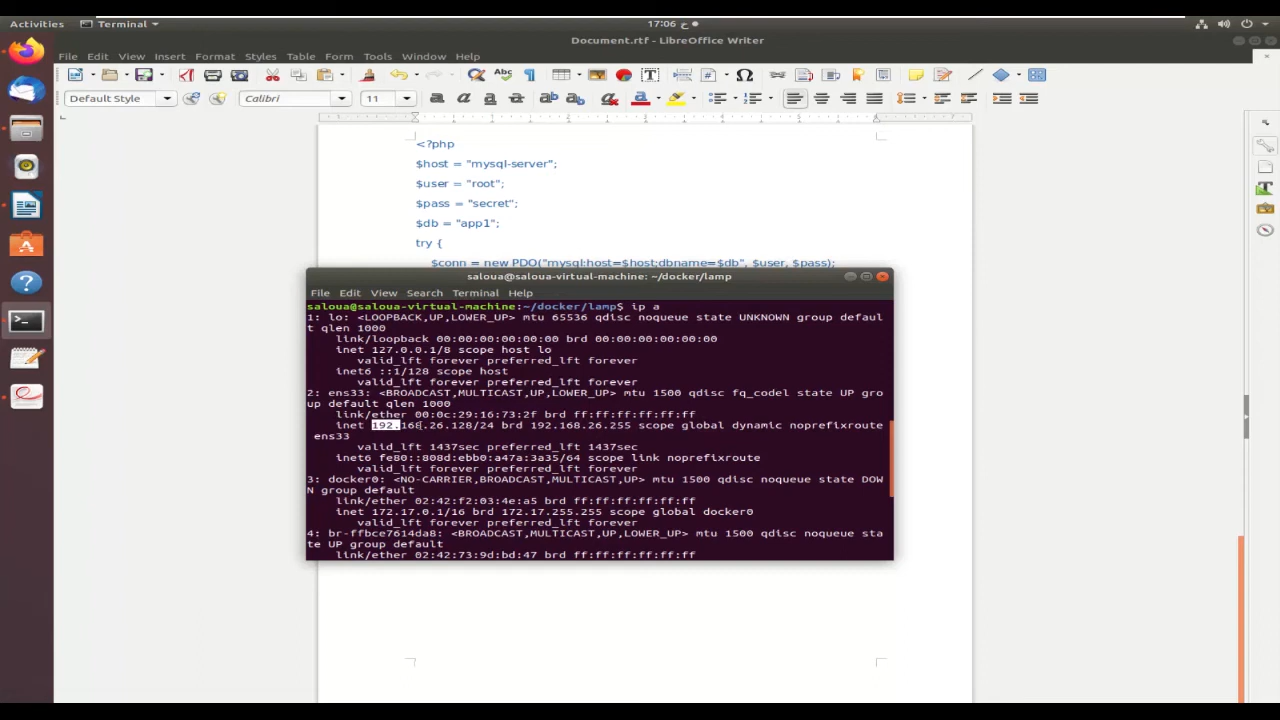 Activities Terminal 17:06 ح
Document.rtf - LibreOffice Writer
File Edit View Insert Format Styles Table Form Tools Window Help
Default Style Calibri 11
<?php
$host = "mysql-server";
$user = "root";
$pass = "secret";
$db = "app1";
try {
$conn = new PDO("mysql:host=$host;dbname=$db", $user, $pass);
saloua@saloua-virtual-machine: ~/docker/lamp
File Edit View Search Terminal Help
saloua@saloua-virtual-machine:~/docker/lamp$ ip a
1: lo: <LOOPBACK,UP,LOWER_UP> mtu 65536 qdisc noqueue state UNKNOWN group defaul
t qlen 1000
link/loopback 00:00:00:00:00:00 brd 00:00:00:00:00:00
inet 127.0.0.1/8 scope host lo
valid_lft forever preferred_lft forever
inet6 ::1/128 scope host
valid_lft forever preferred_lft forever
2: ens33: <BROADCAST,MULTICAST,UP,LOWER_UP> mtu 1500 qdisc fq_codel state UP gro
up default qlen 1000
link/ether 00:0c:29:16:73:2f brd ff:ff:ff:ff:ff:ff
inet 192.168.26.128/24 brd 192.168.26.255 scope global dynamic noprefixroute
ens33
valid_lft 1437sec preferred_lft 1437sec
inet6 fe80::808d:ebb0:a47a:3a35/64 scope link noprefixroute
valid_lft forever preferred_lft forever
3: docker0: <NO-CARRIER,BROADCAST,MULTICAST,UP> mtu 1500 qdisc noqueue state DOW
N group default
link/ether 02:42:f2:03:4e:a5 brd ff:ff:ff:ff:ff:ff
inet 172.17.0.1/16 brd 172.17.255.255 scope global docker0
valid_lft forever preferred_lft forever
4: br-ffbce7614da8: <BROADCAST,MULTICAST,UP,LOWER_UP> mtu 1500 qdisc noqueue sta
te UP group default
link/ether 02:42:73:9d:bd:47 brd ff:ff:ff:ff:ff:ff